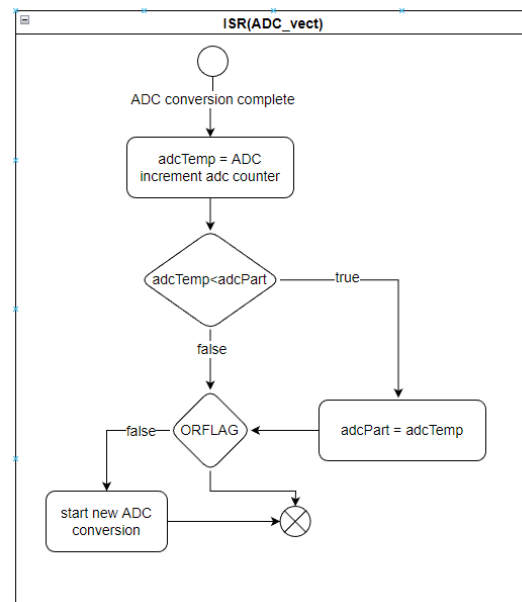 ISR(ADC_vect)
ADC conversion complete
adcTemp = ADC
increment adc counter
adcTemp<adcPart
true
false
ORFLAG
false
adcPart = adcTemp
start new ADC
conversion